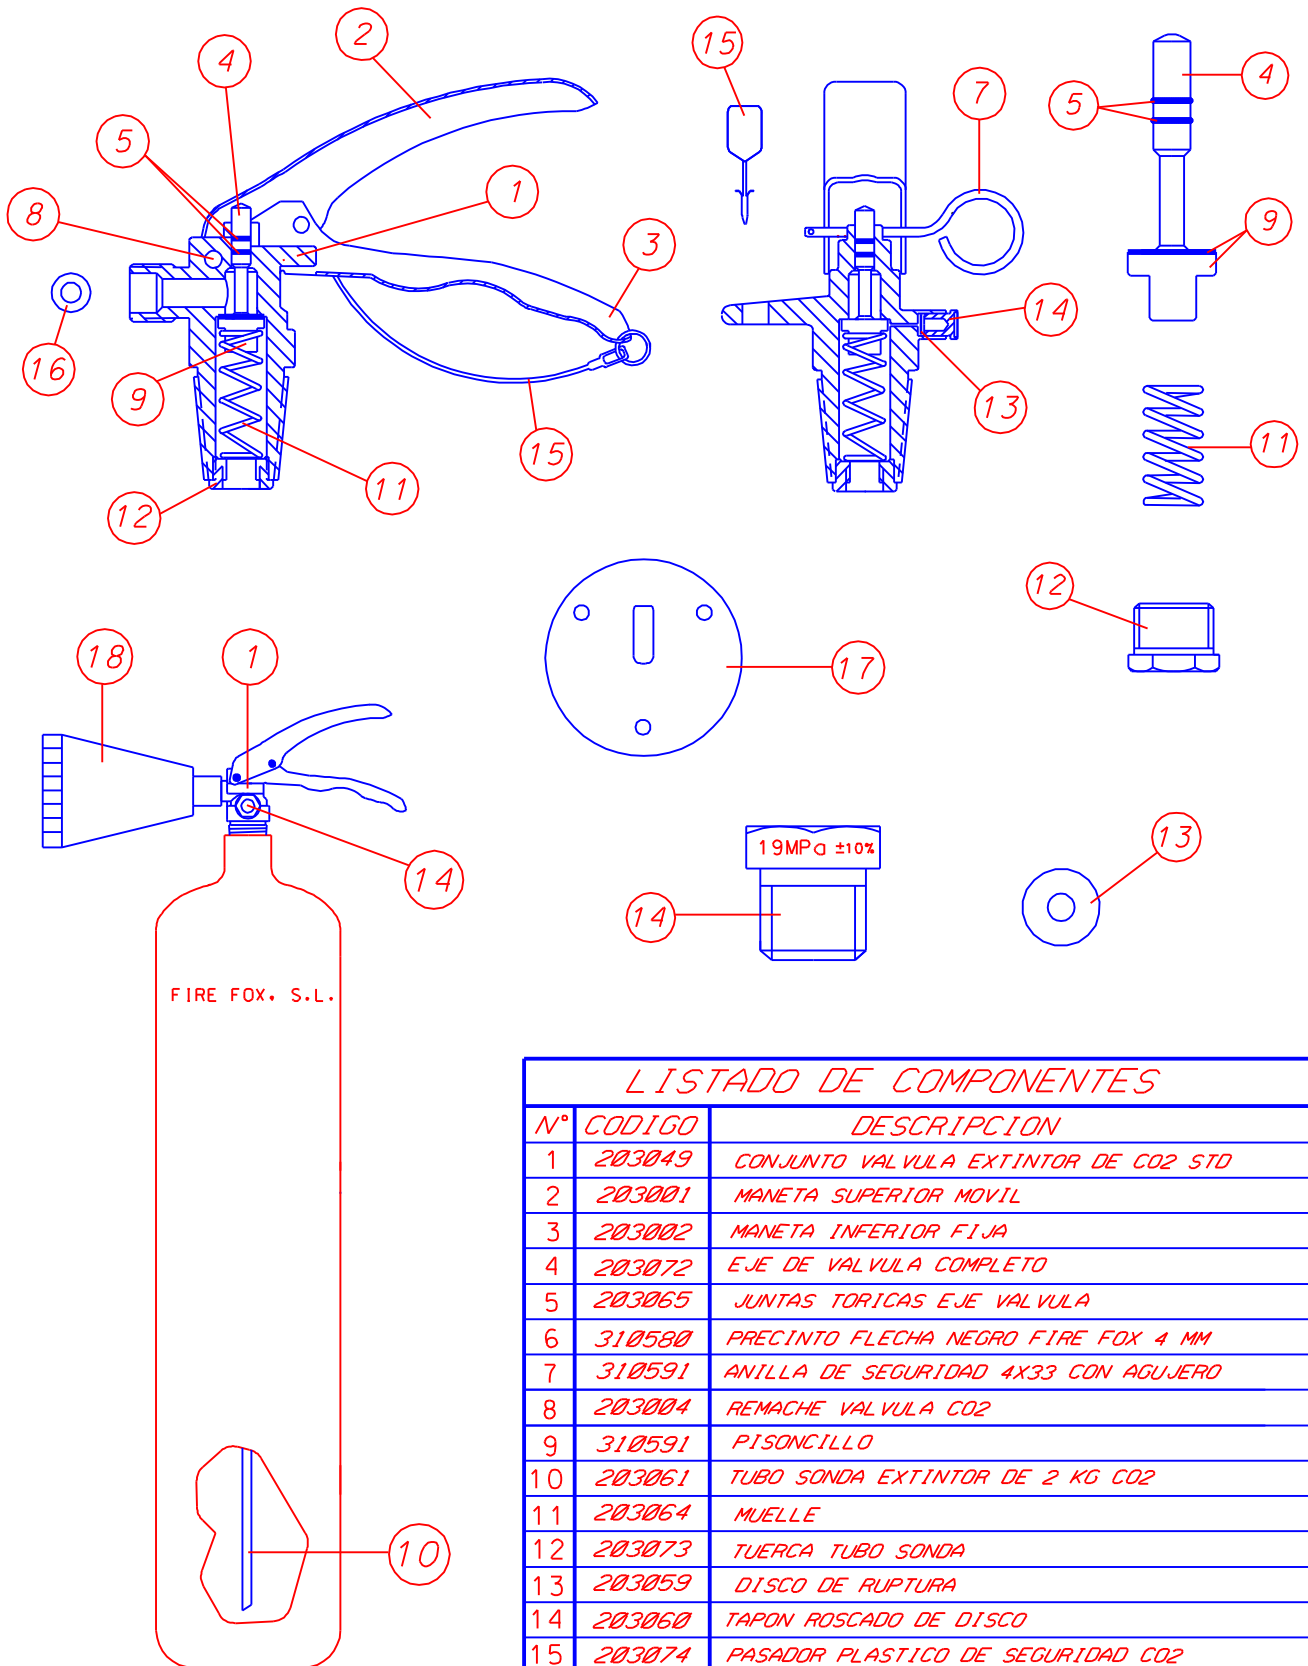 2
15
4
7
4
5
5
1
8
9
3
14
16
9
13
15
11
11
12
12
18
1
17
19MPa ±10%
13
14
14
FIRE FOX. S.L.
10
LISTADO DE COMPONENTES
Nº CODIGO DESCRIPCION
1 203049 CONJUNTO VALVULA EXTINTOR DE CO2 STD
2 203001 MANETA SUPERIOR MOVIL
3 203002 MANETA INFERIOR FIJA
4 203072 EJE DE VALVULA COMPLETO
5 203065 JUNTAS TORICAS EJE VALVULA
6 310580 PRECINTO FLECHA NEGRO FIRE FOX 4 MM
7 310591 ANILLA DE SEGURIDAD 4X33 CON AGUJERO
8 203004 REMACHE VALVULA CO2
9 310591 PISONCILLO
10 203061 TUBO SONDA EXTINTOR DE 2 KG CO2
11 203064 MUELLE
12 203073 TUERCA TUBO SONDA
13 203059 DISCO DE RUPTURA
14 203060 TAPON ROSCADO DE DISCO
15 203074 PASADOR PLASTICO DE SEGURIDAD CO2